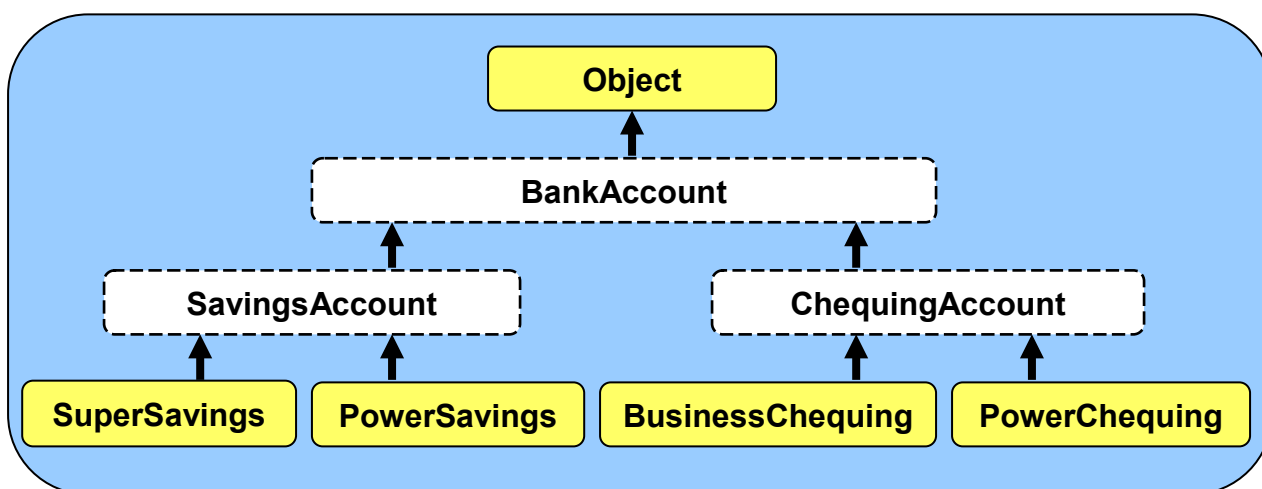 Object
BankAccount
SavingsAccount ChequingAccount
SuperSavings PowerSavings BusinessChequing PowerChequing